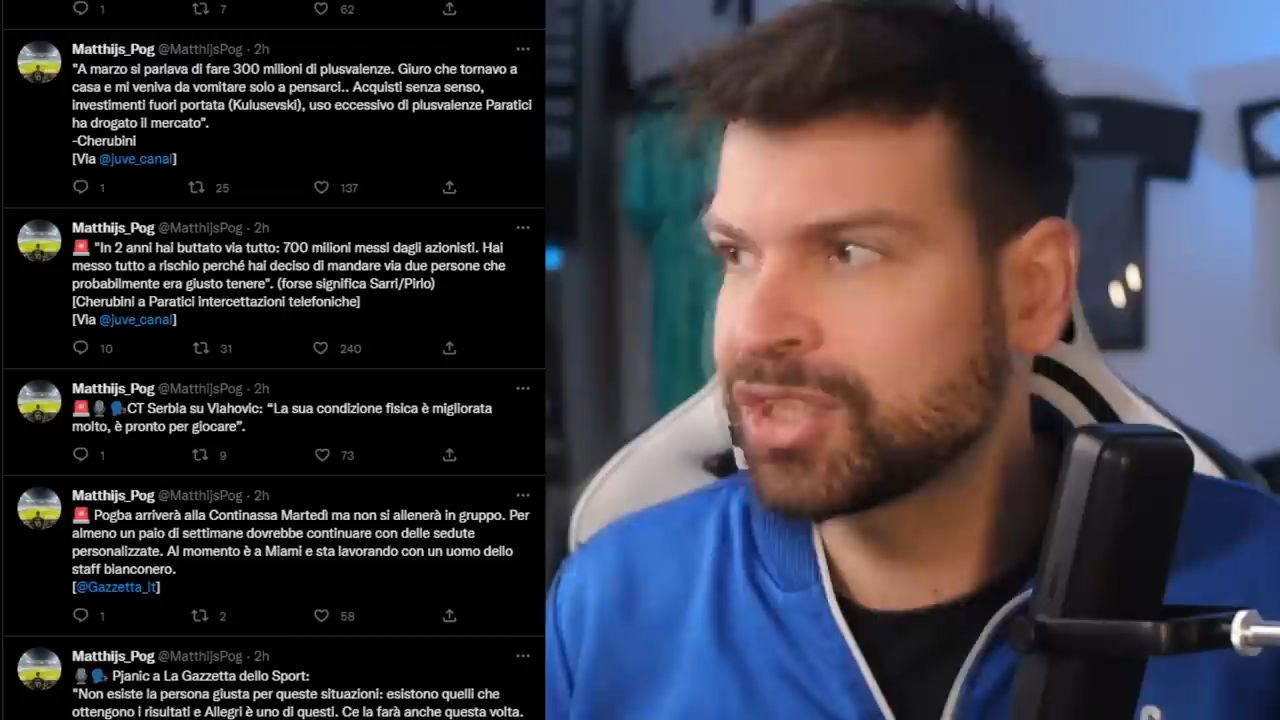 1 7 62
Matthijs_Pog @MatthijsPog · 2h
"A marzo si parlava di fare 300 milioni di plusvalenze. Giuro che tornavo a
casa e mi veniva da vomitare solo a pensarci.. Acquisti senza senso,
investimenti fuori portata (Kulusevski), uso eccessivo di plusvalenze Paratici
ha drogato il mercato".
-Cherubini
[Via @juve_canal]
1 25 137
Matthijs_Pog @MatthijsPog · 2h
"In 2 anni hai buttato via tutto: 700 milioni messi dagli azionisti. Hai
messo tutto a rischio perché hai deciso di mandare via due persone che
probabilmente era giusto tenere". (forse significa Sarri/Pirlo)
[Cherubini a Paratici intercettazioni telefoniche]
[Via @juve_canal]
10 31 240
Matthijs_Pog @MatthijsPog · 2h
CT Serbia su Vlahovic: “La sua condizione fisica è migliorata
molto, è pronto per giocare”.
1 9 73
Matthijs_Pog @MatthijsPog · 2h
Pogba arriverà alla Continassa Martedì ma non si allenerà in gruppo. Per
almeno un paio di settimane dovrebbe continuare con delle sedute
personalizzate. Al momento è a Miami e sta lavorando con un uomo dello
staff bianconero.
[@Gazzetta_it]
1 2 58
Matthijs_Pog @MatthijsPog · 2h
Pjanic a La Gazzetta dello Sport:
"Non esiste la persona giusta per queste situazioni: esistono quelli che
ottengono i risultati e Allegri è uno di questi. Ce la farà anche questa volta.